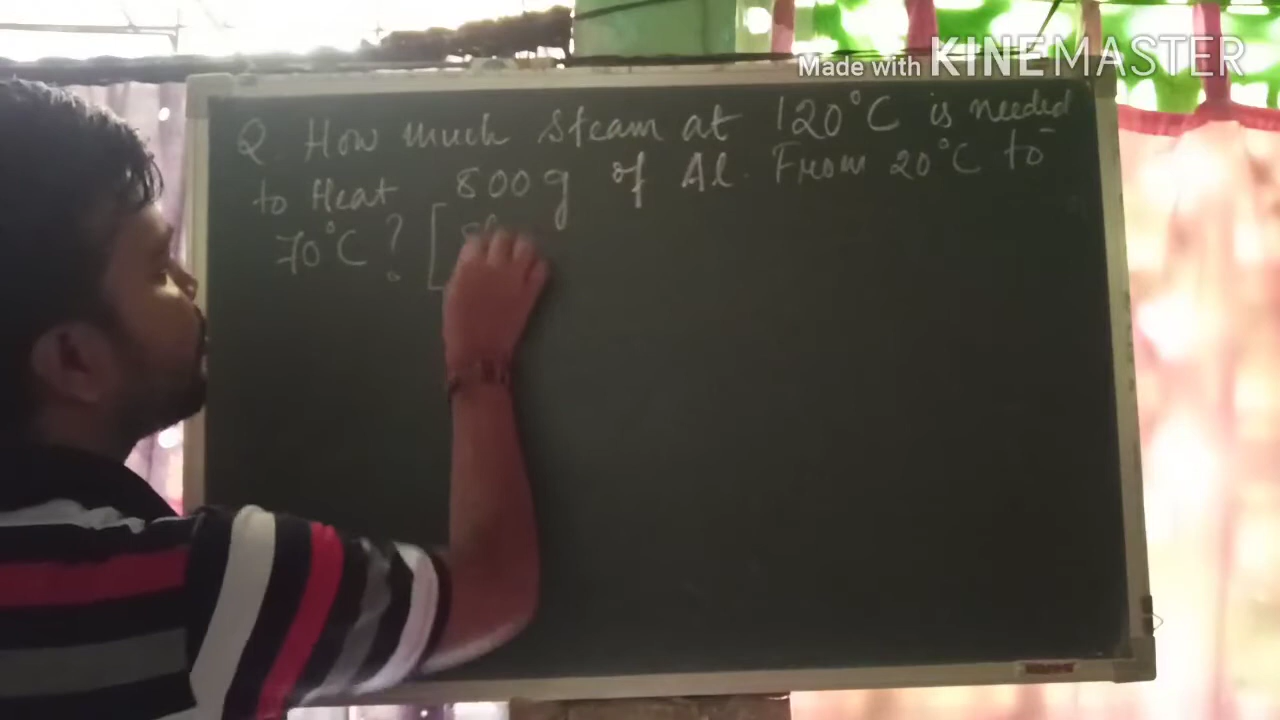 Made with KINEMASTER
Q. How much Steam at 120°C is needed
to Heat 800g of Al. From 20°C to
70°C? [